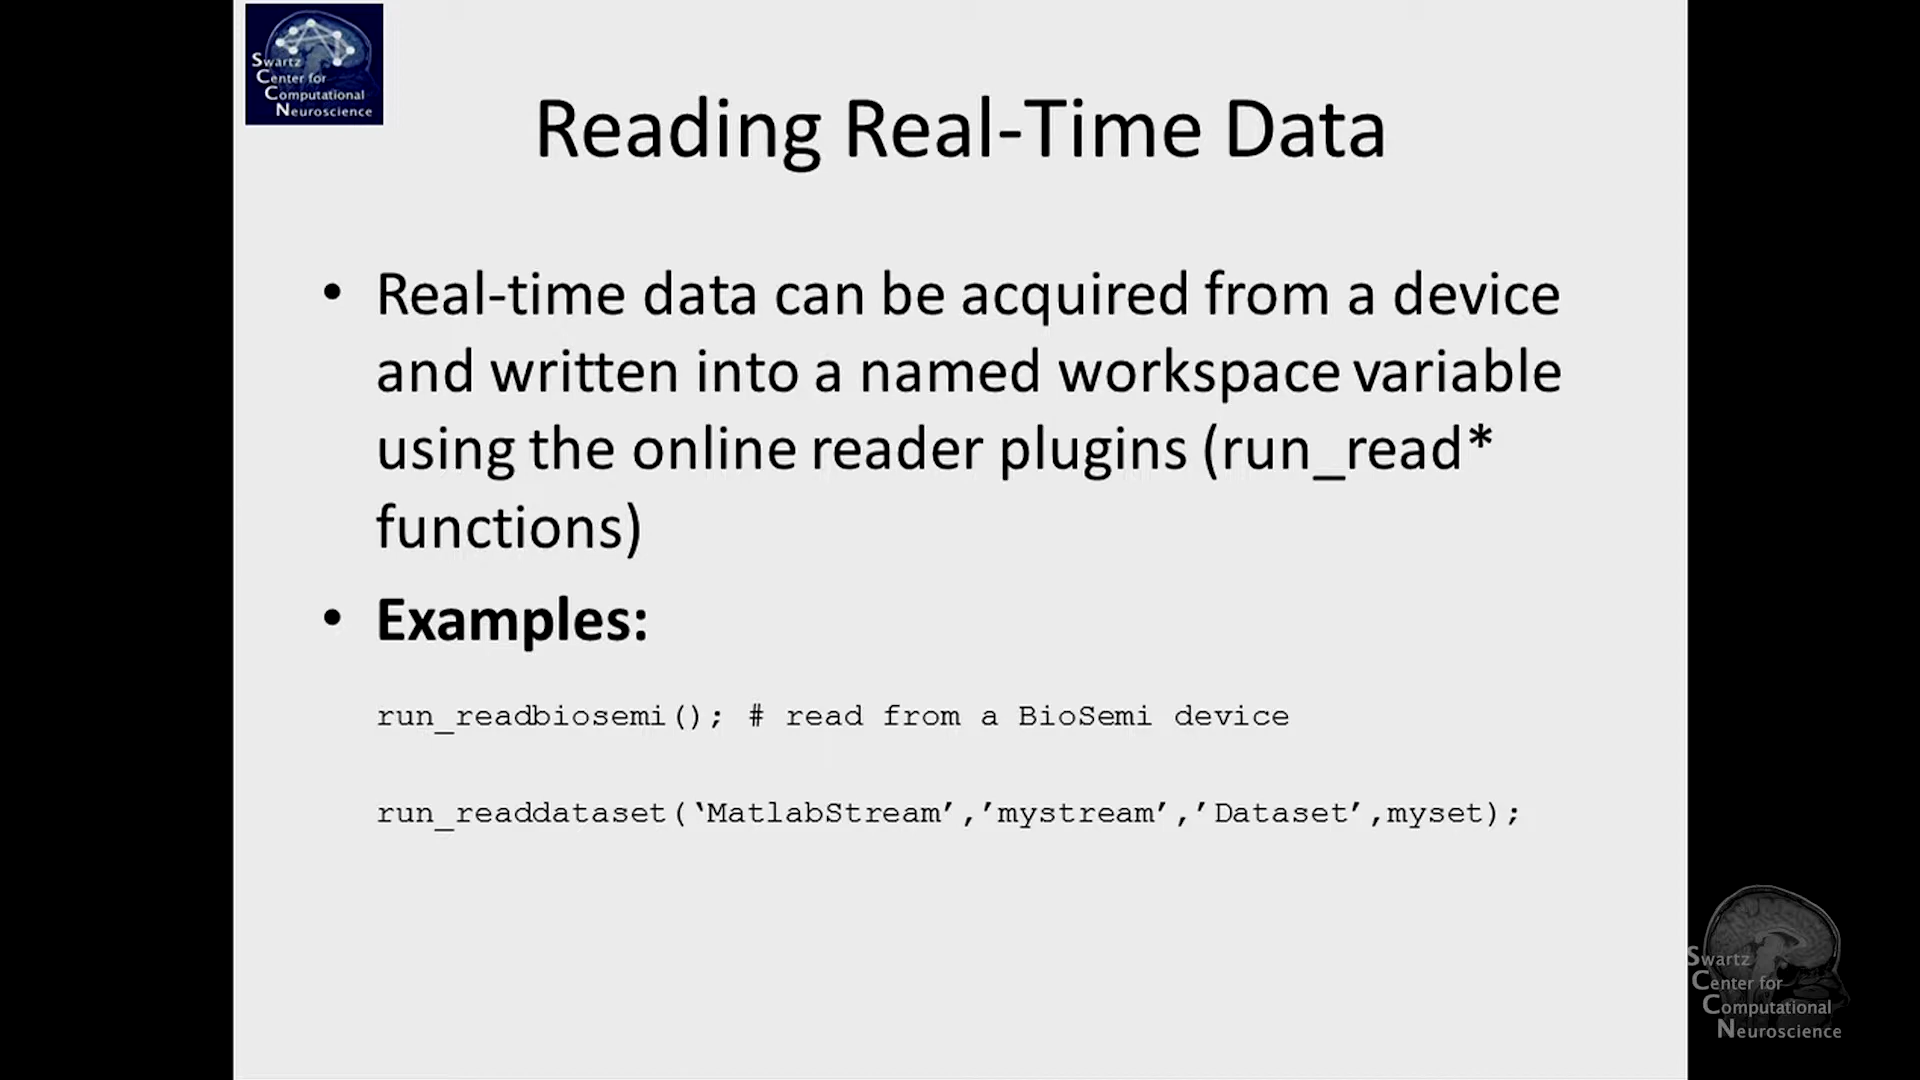 Swartz
Center for
Computational
Neuroscience
Reading Real-Time Data
• Real-time data can be acquired from a device
and written into a named workspace variable
using the online reader plugins (run_read*
functions)
• Examples:
run_readbiosemi(); # read from a BioSemi device
run_readdataset(‘MatlabStream’,’mystream’,’Dataset’,myset);
Swartz
Center for
Computational
Neuroscience